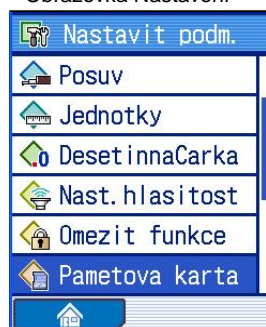 Obrazovka Nastavení
Nastavit podm.
Posuv
Jednotky
DesetinnaCarka
Nast.hlasitost
Omezit funkce
Pametova karta